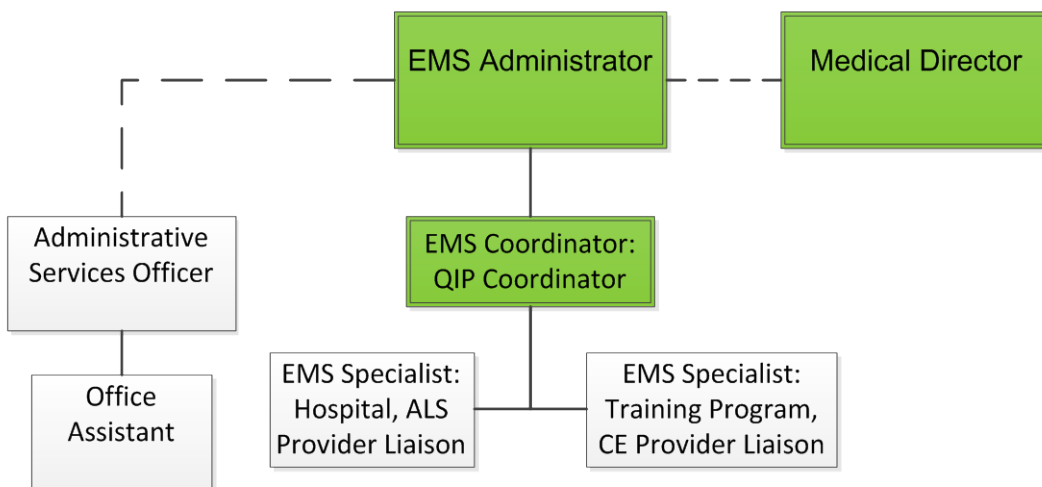 EMS Administrator
Medical Director
Administrative
Services Officer
EMS Coordinator:
QIP Coordinator
Office
Assistant
EMS Specialist:
Hospital, ALS
Provider Liaison
EMS Specialist:
Training Program,
CE Provider Liaison